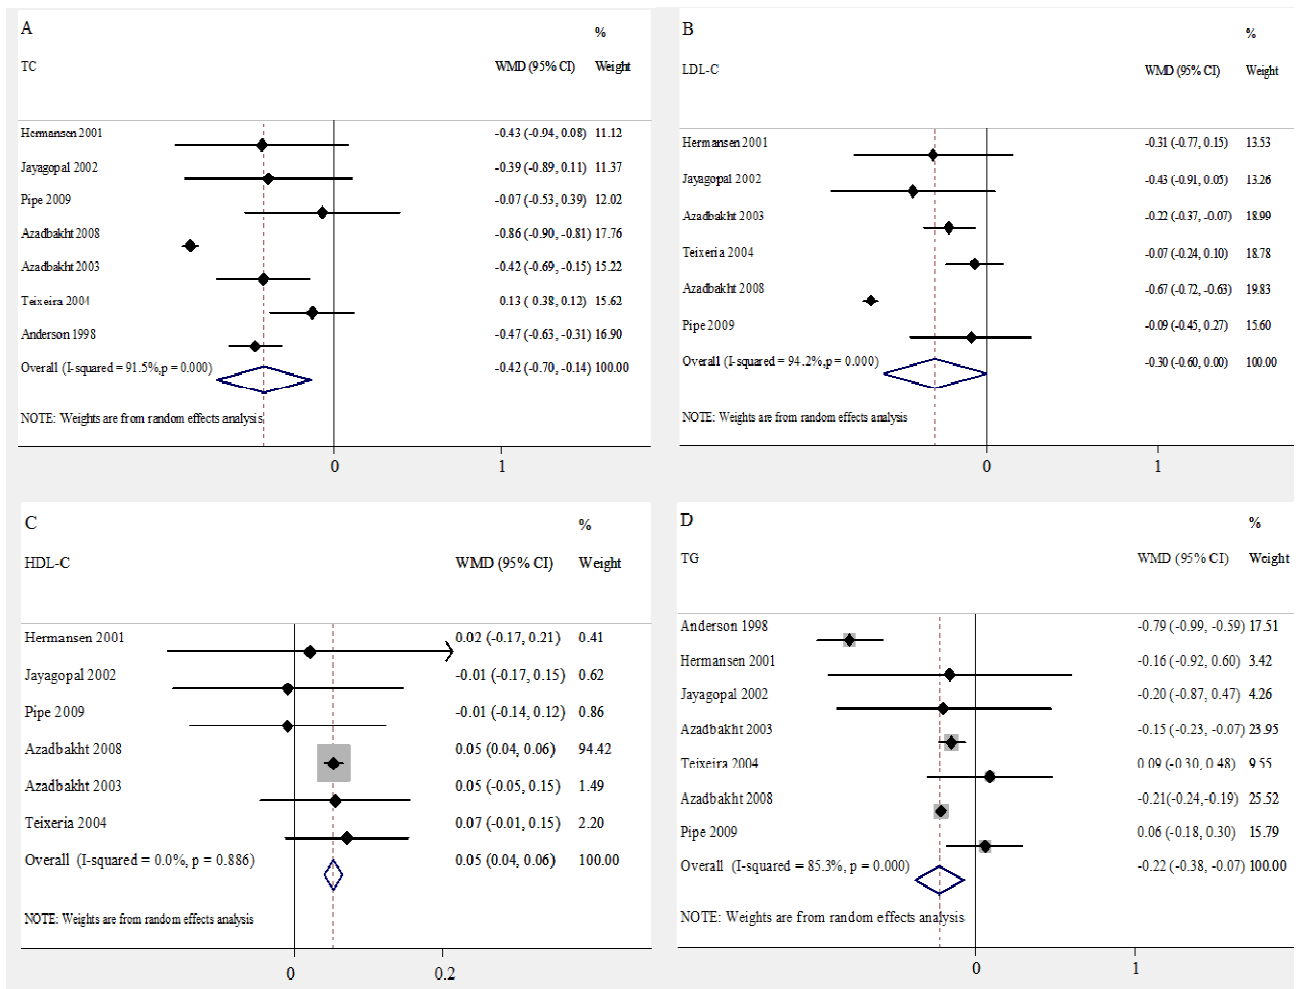 A
%
TC WMD (95% CI) Weight
Hermansen 2001 -0.43 (-0.94, 0.08) 11.12
Jayagopal 2002 -0.39 (-0.89, 0.11) 11.37
Pipe 2009 -0.07 (-0.53, 0.39) 12.02
Azadbakht 2008 -0.86 (-0.90, -0.81) 17.76
Azadbakht 2003 -0.42 (-0.69, -0.15) 15.22
Teixeira 2004 0.13 ( 0.38, 0.12) 15.62
Anderson 1998 -0.47 (-0.63, -0.31) 16.90
Overall (I-squared = 91.5%,p = 0.000) -0.42 (-0.70, -0.14) 100.00
NOTE: Weights are from random effects analysis
0 1
B
%
LDL-C WMD (95% CI) Weight
Hermansen 2001 -0.31 (-0.77, 0.15) 13.53
Jayagopal 2002 -0.43 (-0.91, 0.05) 13.26
Azadbakht 2003 -0.22 (-0.37, -0.07) 18.99
Teixeria 2004 -0.07 (-0.24, 0.10) 18.78
Azadbakht 2008 -0.67 (-0.72, -0.63) 19.83
Pipe 2009 -0.09 (-0.45, 0.27) 15.60
Overall (I-squared = 94.2%,p = 0.000) -0.30 (-0.60, 0.00) 100.00
NOTE: Weights are from random effects analysis
0 1
C
%
HDL-C WMD (95% CI) Weight
Hermansen 2001 0.02 (-0.17, 0.21) 0.41
Jayagopal 2002 -0.01 (-0.17, 0.15) 0.62
Pipe 2009 -0.01 (-0.14, 0.12) 0.86
Azadbakht 2008 0.05 (0.04, 0.06) 94.42
Azadbakht 2003 0.05 (-0.05, 0.15) 1.49
Teixeria 2004 0.07 (-0.01, 0.15) 2.20
Overall (I-squared = 0.0%, p = 0.886) 0.05 (0.04, 0.06) 100.00
NOTE: Weights are from random effects analysis
0 0.2
D
%
TG WMD (95% CI) Weight
Anderson 1998 -0.79 (-0.99, -0.59) 17.51
Hermansen 2001 -0.16 (-0.92, 0.60) 3.42
Jayagopal 2002 -0.20 (-0.87, 0.47) 4.26
Azadbakht 2003 -0.15 (-0.23, -0.07) 23.95
Teixeira 2004 0.09 (-0.30, 0.48) 9.55
Azadbakht 2008 -0.21(-0.24,-0.19) 25.52
Pipe 2009 0.06 (-0.18, 0.30) 15.79
Overall (I-squared = 85.3%, p = 0.000) -0.22 (-0.38, -0.07) 100.00
NOTE: Weights are from random effects analysis
0 1